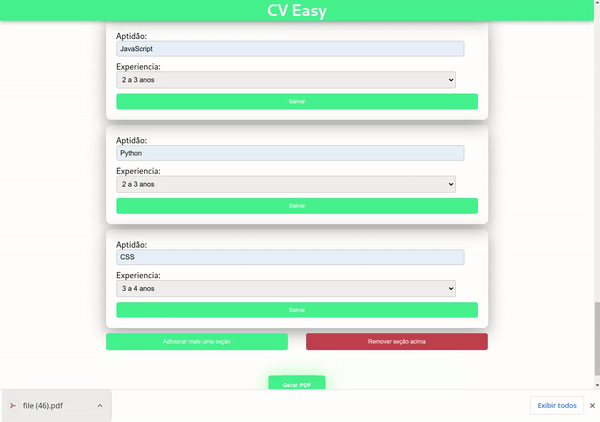 CV Easy
Aptidão:
JavaScript
Experiencia:
2 a 3 anos
Salvar
Aptidão:
Python
Experiencia:
2 a 3 anos
Salvar
Aptidão:
CSS
Experiencia:
3 a 4 anos
Salvar
Adicionar mais uma seção
Remover seção acima
Gerar PDF
file (46).pdf
Exibir todos